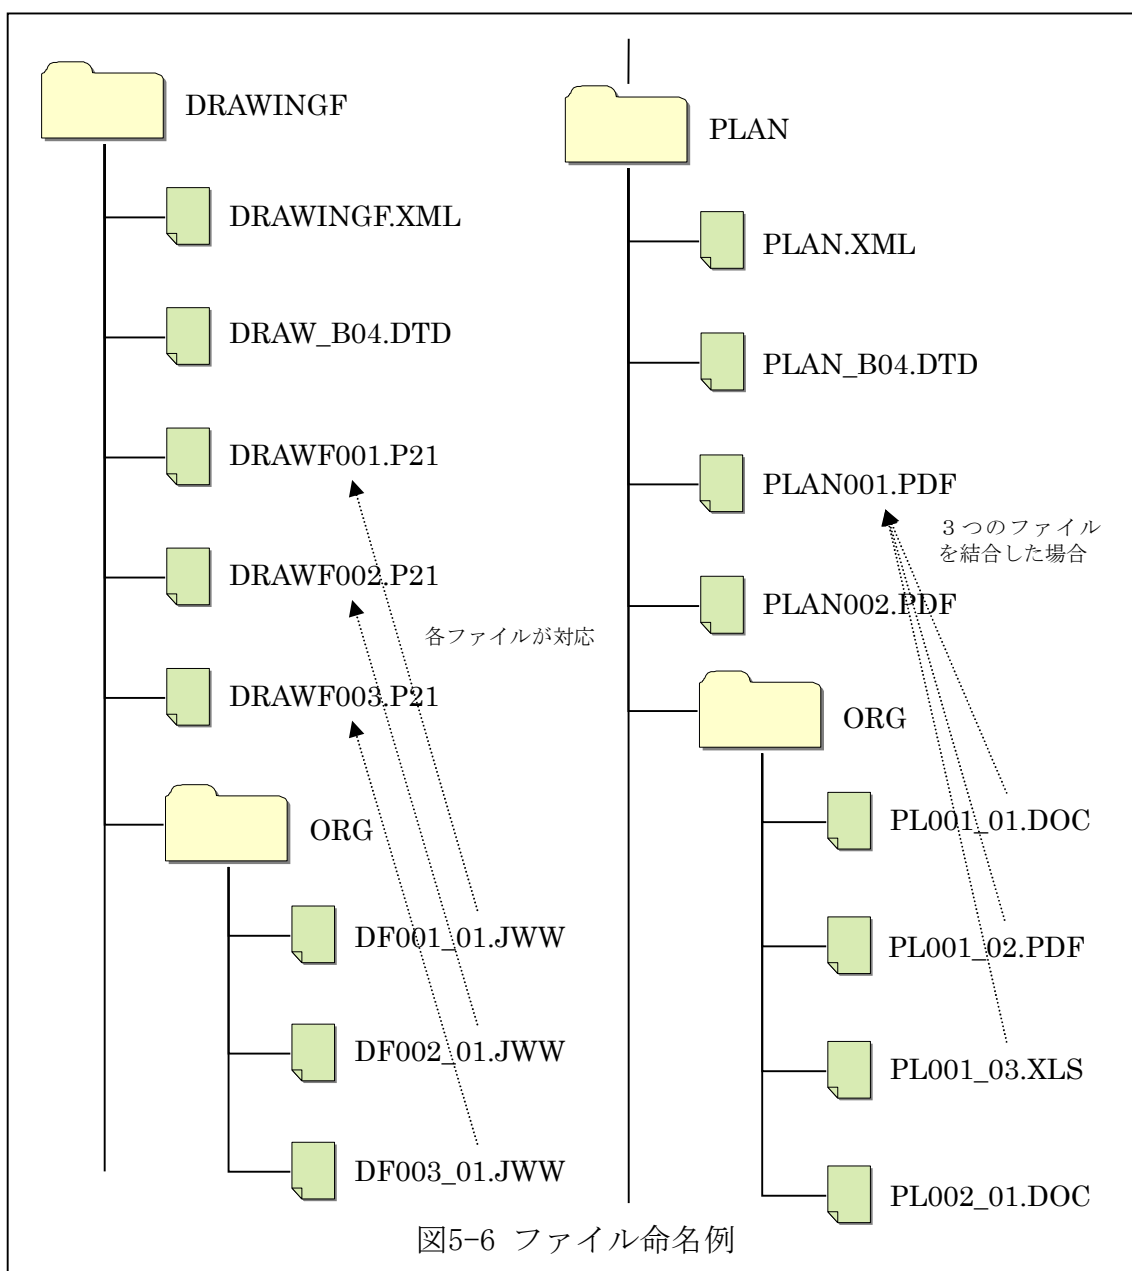 DRAWINGF
DRAWINGF.XML
DRAW_B04.DTD
DRAWF001.P21
DRAWF002.P21
各ファイルが対応
DRAWF003.P21
ORG
DF001_01.JWW
DF002_01.JWW
DF003_01.JWW
PLAN
PLAN.XML
PLAN_B04.DTD
PLAN001.PDF
３つのファイル
を結合した場合
PLAN002.PDF
ORG
PL001_01.DOC
PL001_02.PDF
PL001_03.XLS
PL002_01.DOC
図5-6 ファイル命名例